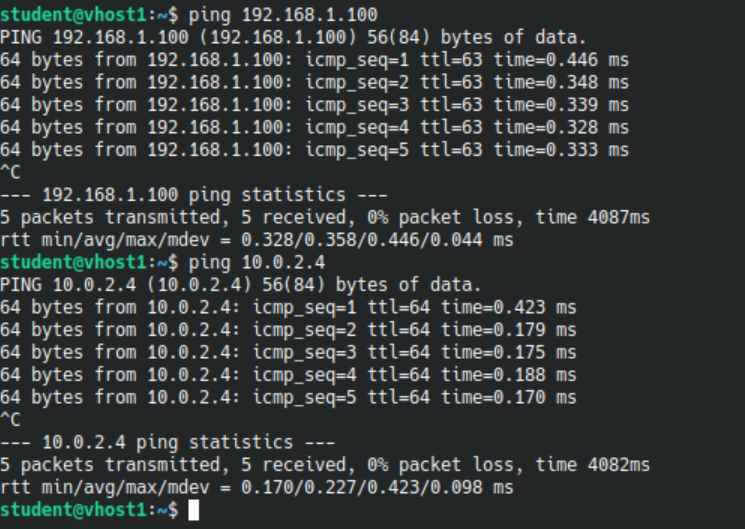 student@vhost1:~$ ping 192.168.1.100
PING 192.168.1.100 (192.168.1.100) 56(84) bytes of data.
64 bytes from 192.168.1.100: icmp_seq=1 ttl=63 time=0.446 ms
64 bytes from 192.168.1.100: icmp_seq=2 ttl=63 time=0.348 ms
64 bytes from 192.168.1.100: icmp_seq=3 ttl=63 time=0.339 ms
64 bytes from 192.168.1.100: icmp_seq=4 ttl=63 time=0.328 ms
64 bytes from 192.168.1.100: icmp_seq=5 ttl=63 time=0.333 ms
^C
--- 192.168.1.100 ping statistics ---
5 packets transmitted, 5 received, 0% packet loss, time 4087ms
rtt min/avg/max/mdev = 0.328/0.358/0.446/0.044 ms
student@vhost1:~$ ping 10.0.2.4
PING 10.0.2.4 (10.0.2.4) 56(84) bytes of data.
64 bytes from 10.0.2.4: icmp_seq=1 ttl=64 time=0.423 ms
64 bytes from 10.0.2.4: icmp_seq=2 ttl=64 time=0.179 ms
64 bytes from 10.0.2.4: icmp_seq=3 ttl=64 time=0.175 ms
64 bytes from 10.0.2.4: icmp_seq=4 ttl=64 time=0.188 ms
64 bytes from 10.0.2.4: icmp_seq=5 ttl=64 time=0.170 ms
^C
--- 10.0.2.4 ping statistics ---
5 packets transmitted, 5 received, 0% packet loss, time 4082ms
rtt min/avg/max/mdev = 0.170/0.227/0.423/0.098 ms
student@vhost1:~$